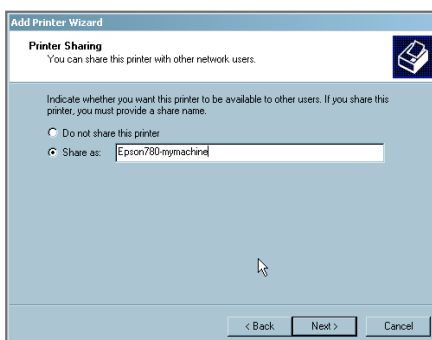 Add Printer Wizard
Printer Sharing
You can share this printer with other network users.
Indicate whether you want this printer to be available to other users. If you share this
printer, you must provide a share name.
Do not share this printer
Share as: Epson780-mymachine
< Back Next > Cancel